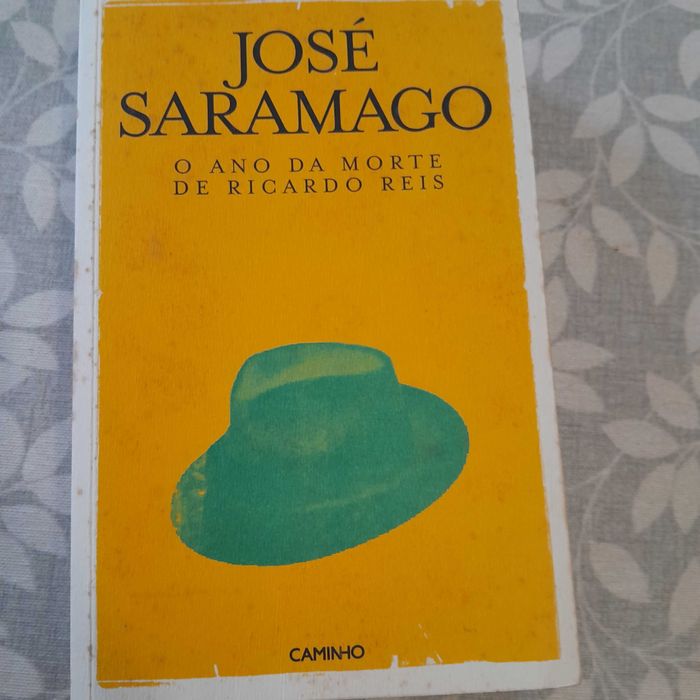 JOSÉ
SARAMAGO
O ANO DA MORTE
DE RICARDO REIS
CAMINHO